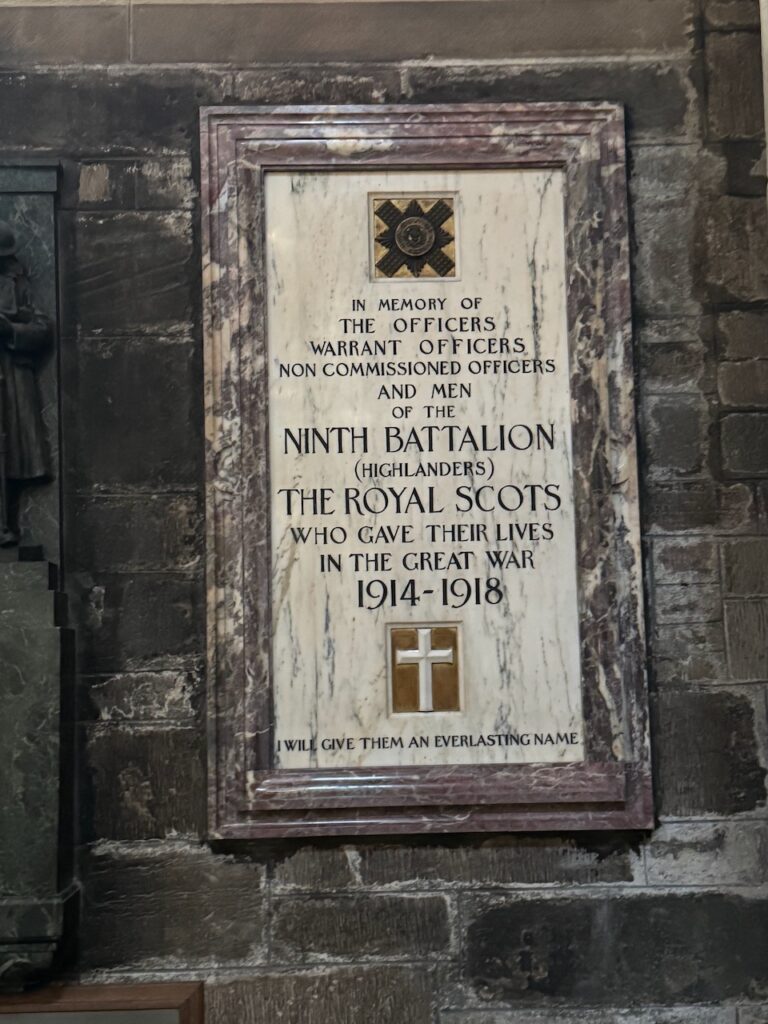 IN MEMORY OF
THE OFFICERS
WARRANT OFFICERS
NON COMMISSIONED OFFICERS
AND MEN
OF THE
NINTH BATTALION
(HIGHLANDERS)
THE ROYAL SCOTS
WHO GAVE THEIR LIVES
IN THE GREAT WAR
1914-1918
I WILL GIVE THEM AN EVERLASTING NAME